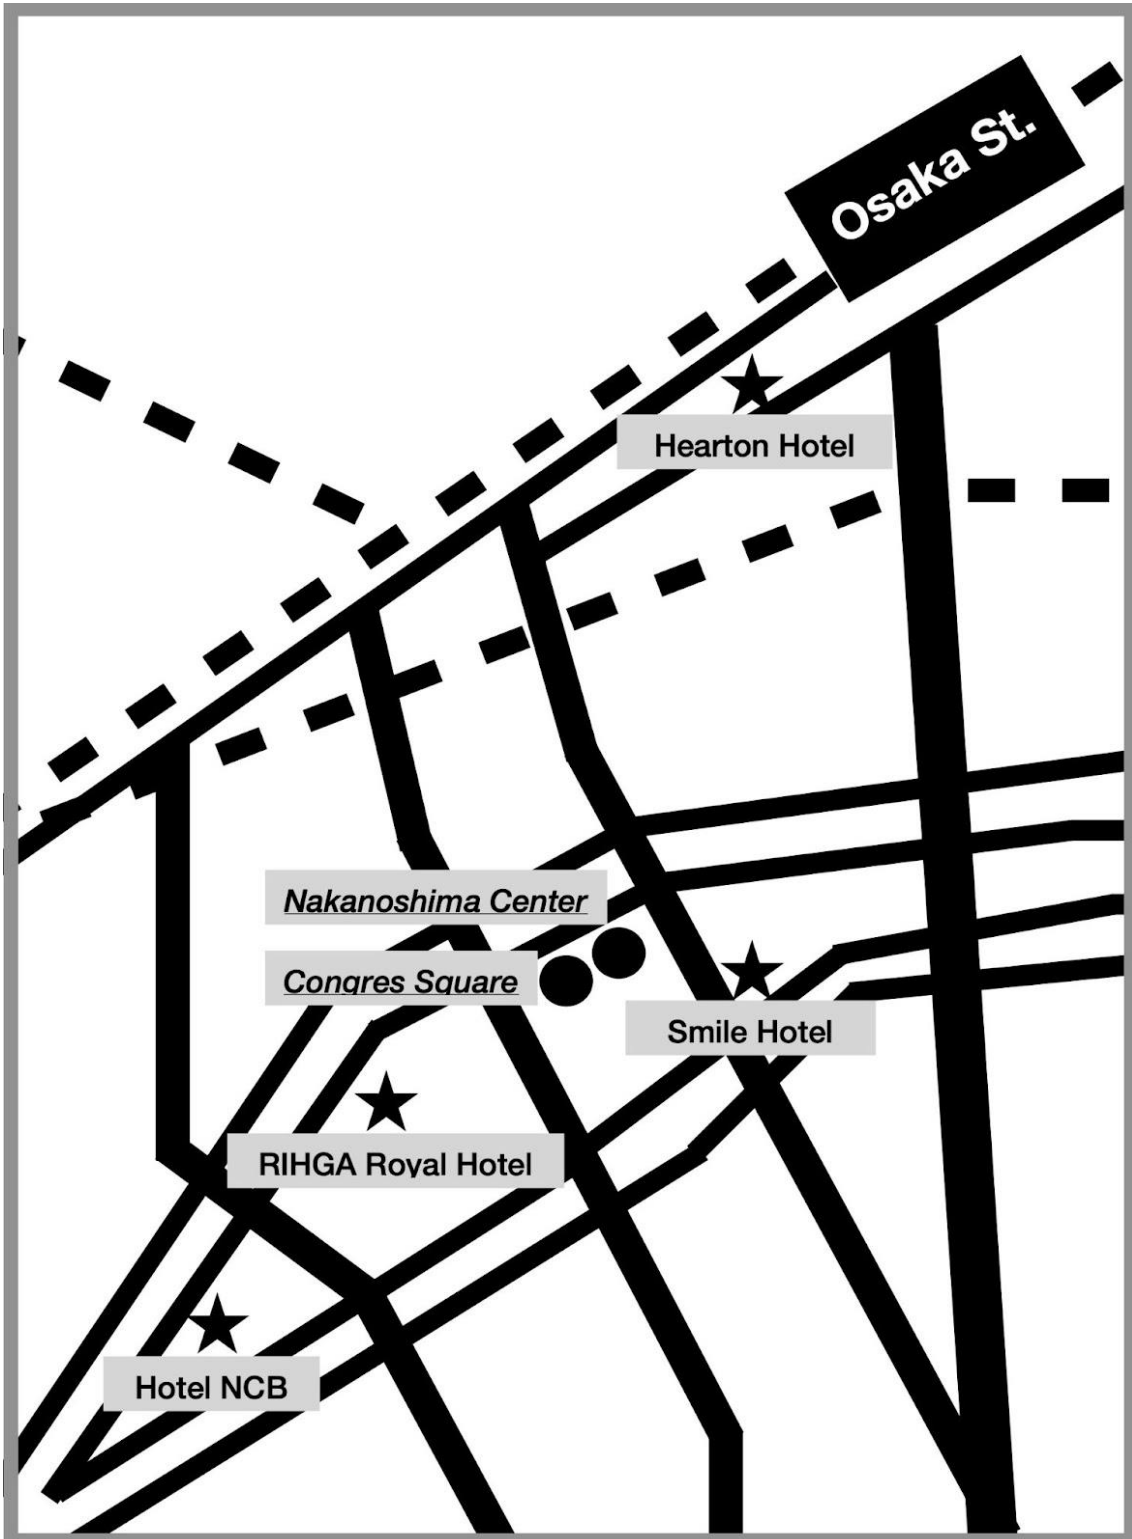 Osaka St.
Hearton Hotel
Nakanoshima Center
Congres Square
Smile Hotel
RIHGA Royal Hotel
Hotel NCB